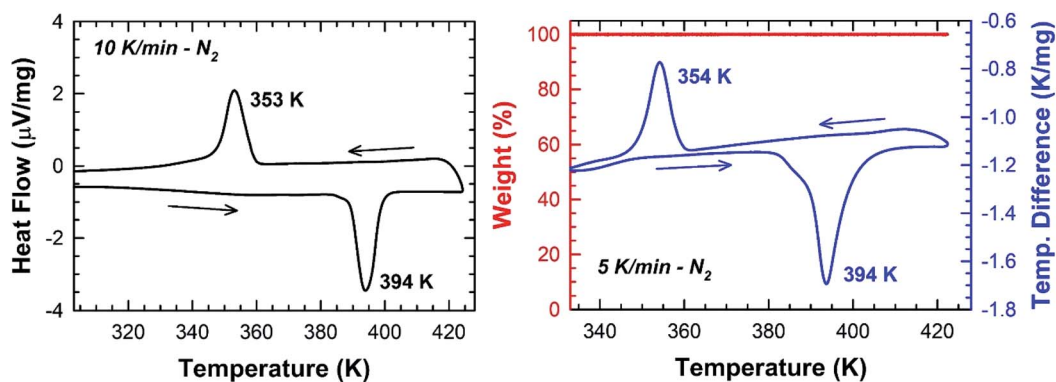 10 K/min - N2
353 K
394 K
4
2
0
-2
-4
Heat Flow (μV/mg)
320 340 360 380 400 420
Temperature (K)
354 K
394 K
5 K/min - N2
100
80
60
40
20
0
Weight (%)
-0.6
-0.8
-1.0
-1.2
-1.4
-1.6
-1.8
Temp. Difference (K/mg)
340 360 380 400 420
Temperature (K)